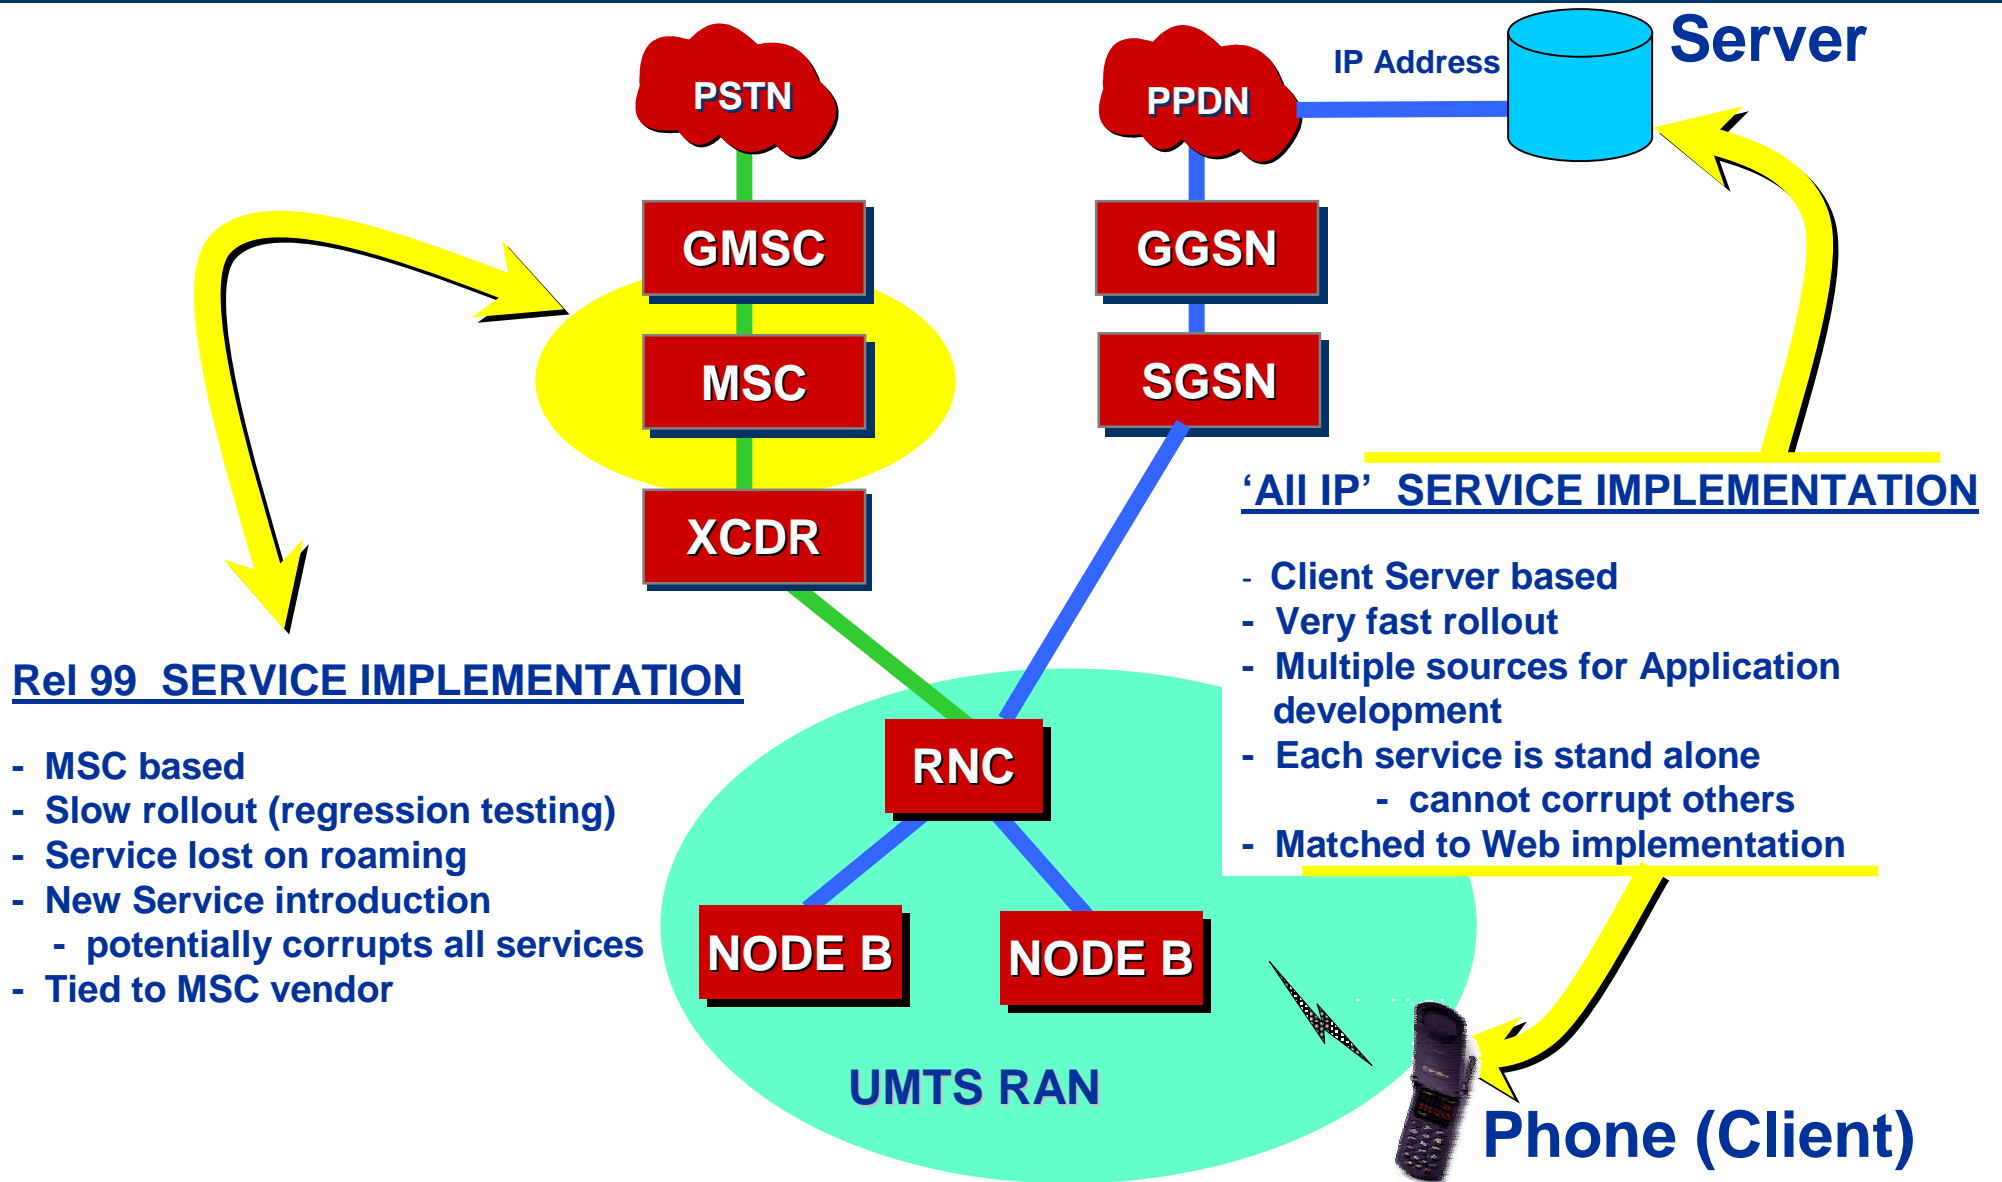 Server
IP Address
PSTN
PPDN
GMSC
GGSN
MSC
SGSN
XCDR
‘All IP’ SERVICE IMPLEMENTATION
- Client Server based
- Very fast rollout
- Multiple sources for Application
development
- Each service is stand alone
- cannot corrupt others
- Matched to Web implementation
Rel 99 SERVICE IMPLEMENTATION
- MSC based
- Slow rollout (regression testing)
- Service lost on roaming
- New Service introduction
- potentially corrupts all services
- Tied to MSC vendor
RNC
NODE B
NODE B
UMTS RAN
Phone (Client)